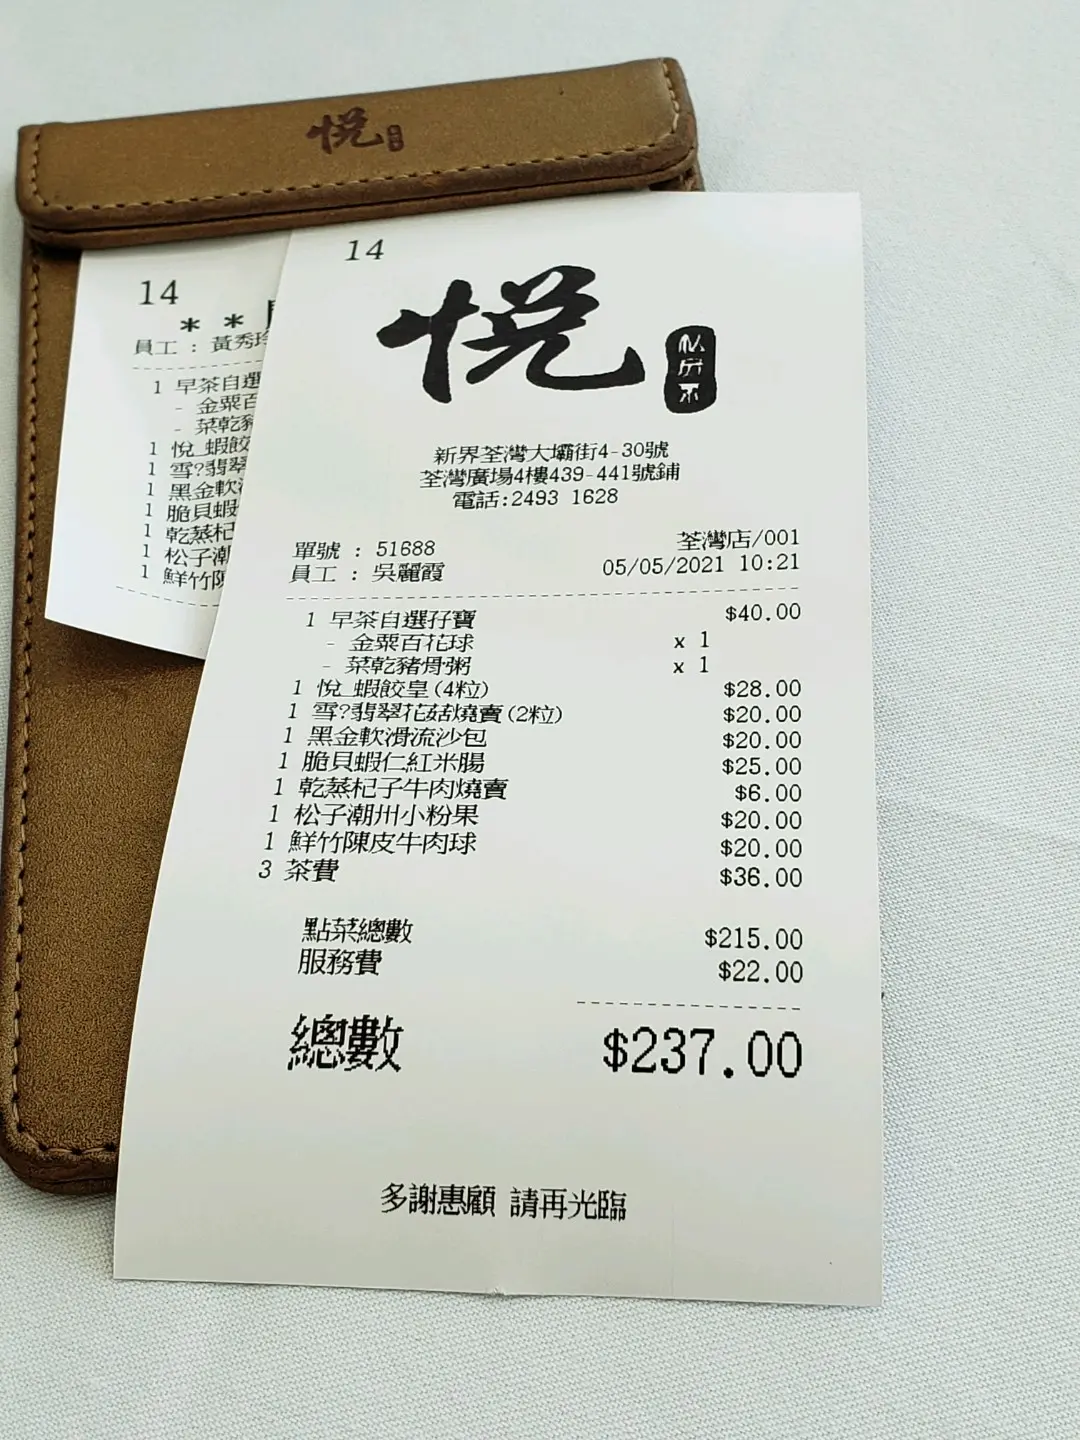 悅
14
** 
員工 : 黃秀珍
1 早茶自選
- 金粟百
- 菜乾豬
1 悅_蝦餃
1 雪?翡翠
1 黑金軟滑
1 脆貝蝦
1 乾蒸杞
1 松子潮
1 鮮竹陳
14
悅
私房菜
新界荃灣大壩街4-30號
荃灣廣場4樓439-441號鋪
電話:2493 1628
單號 : 51688 荃灣店/001
員工 : 吳麗霞 05/05/2021 10:21
1 早茶自選孖寶 $40.00
- 金粟百花球 x 1
- 菜乾豬骨粥 x 1
1 悅_蝦餃皇(4粒) $28.00
1 雪?翡翠花菇燒賣(2粒) $20.00
1 黑金軟滑流沙包 $20.00
1 脆貝蝦仁紅米腸 $25.00
1 乾蒸杞子牛肉燒賣 $6.00
1 松子潮州小粉果 $20.00
1 鮮竹陳皮牛肉球 $20.00
3 茶費 $36.00
點菜總數 $215.00
服務費 $22.00
總數 $237.00
多謝惠顧 請再光臨